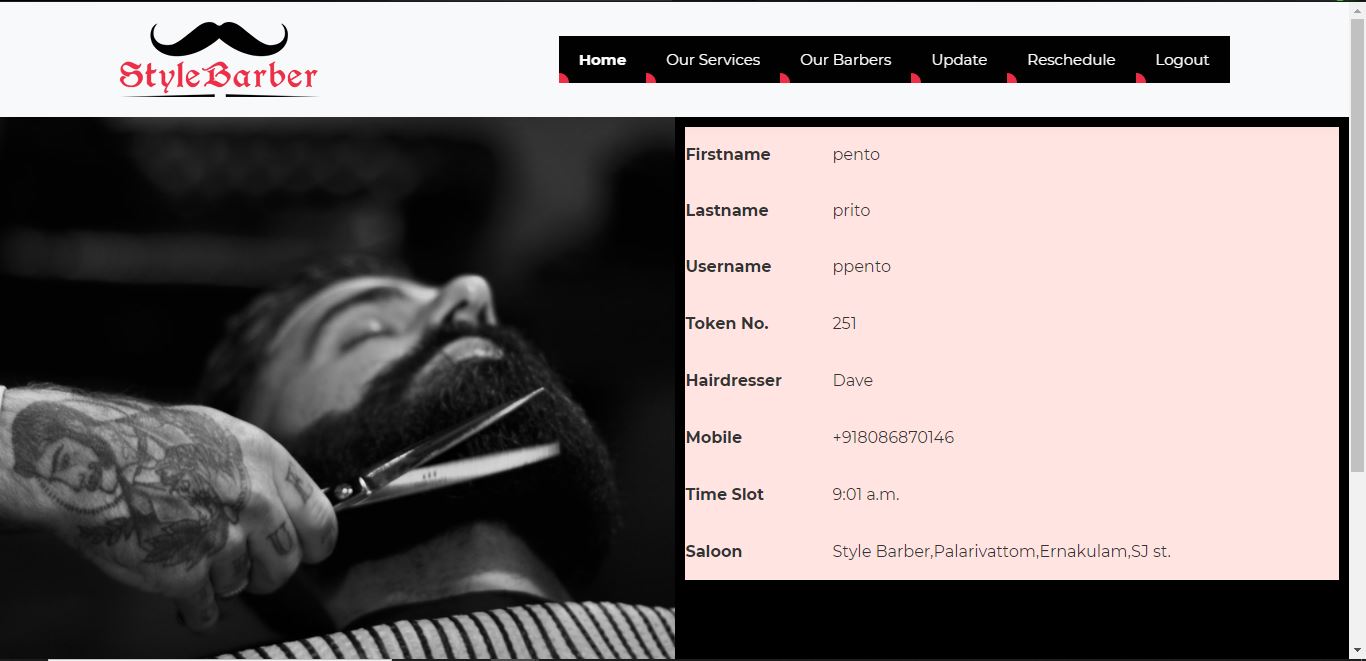 StyleBarber
Home Our Services Our Barbers Update Reschedule Logout
Firstname pento
Lastname prito
Username ppento
Token No. 251
Hairdresser Dave
Mobile +918086870146
Time Slot 9:01 a.m.
Saloon Style Barber,Palarivattom,Ernakulam,SJ st.